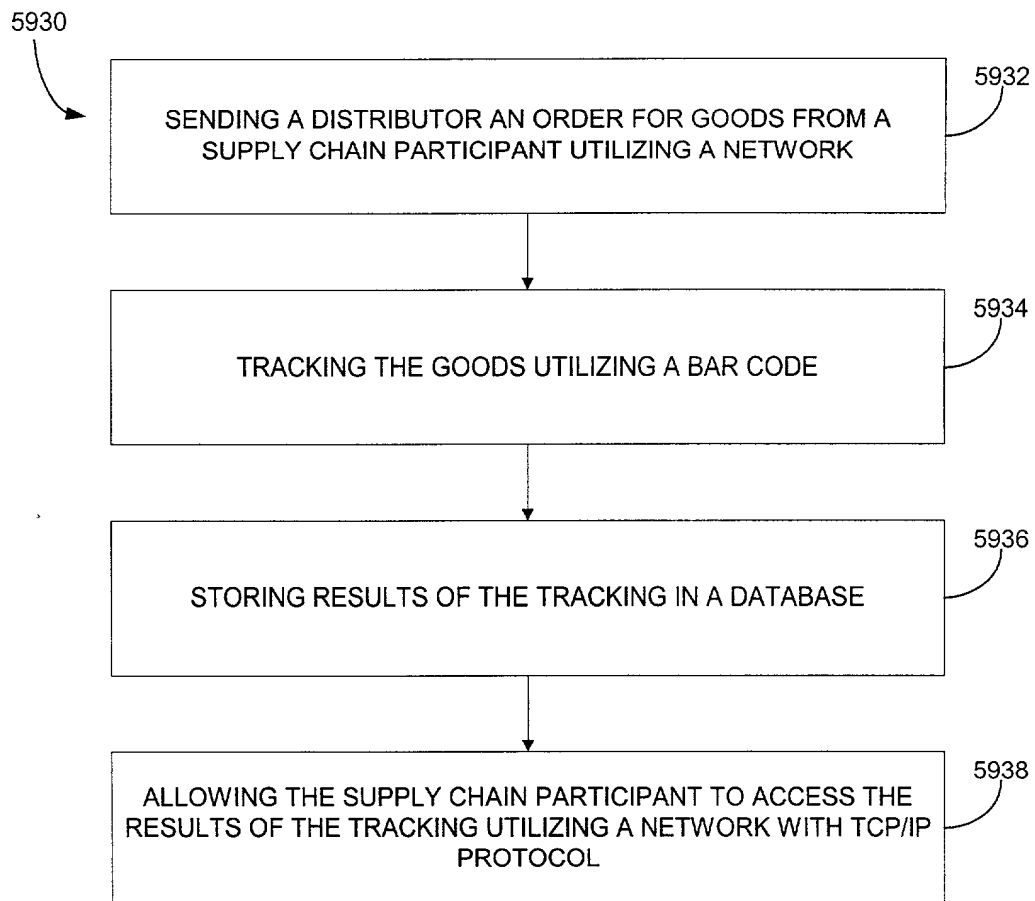 5930
5932
SENDING A DISTRIBUTOR AN ORDER FOR GOODS FROM A
SUPPLY CHAIN PARTICIPANT UTILIZING A NETWORK
5934
TRACKING THE GOODS UTILIZING A BAR CODE
5936
STORING RESULTS OF THE TRACKING IN A DATABASE
5938
ALLOWING THE SUPPLY CHAIN PARTICIPANT TO ACCESS THE
RESULTS OF THE TRACKING UTILIZING A NETWORK WITH TCP/IP
PROTOCOL